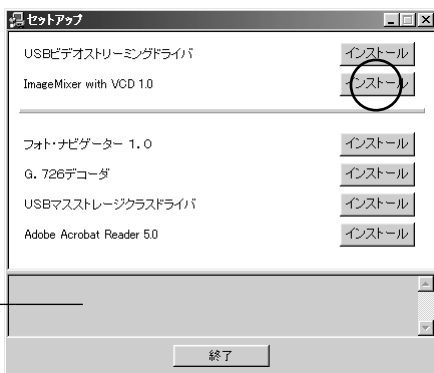 セットアップ
USBビデオストリーミングドライバ インストール
ImageMixer with VCD 1.0 インストール
フォト・ナビゲーター 1.0 インストール
G. 726デコーダ インストール
USBマスストレージクラスドライバ インストール
Adobe Acrobat Reader 5.0 インストール
終了